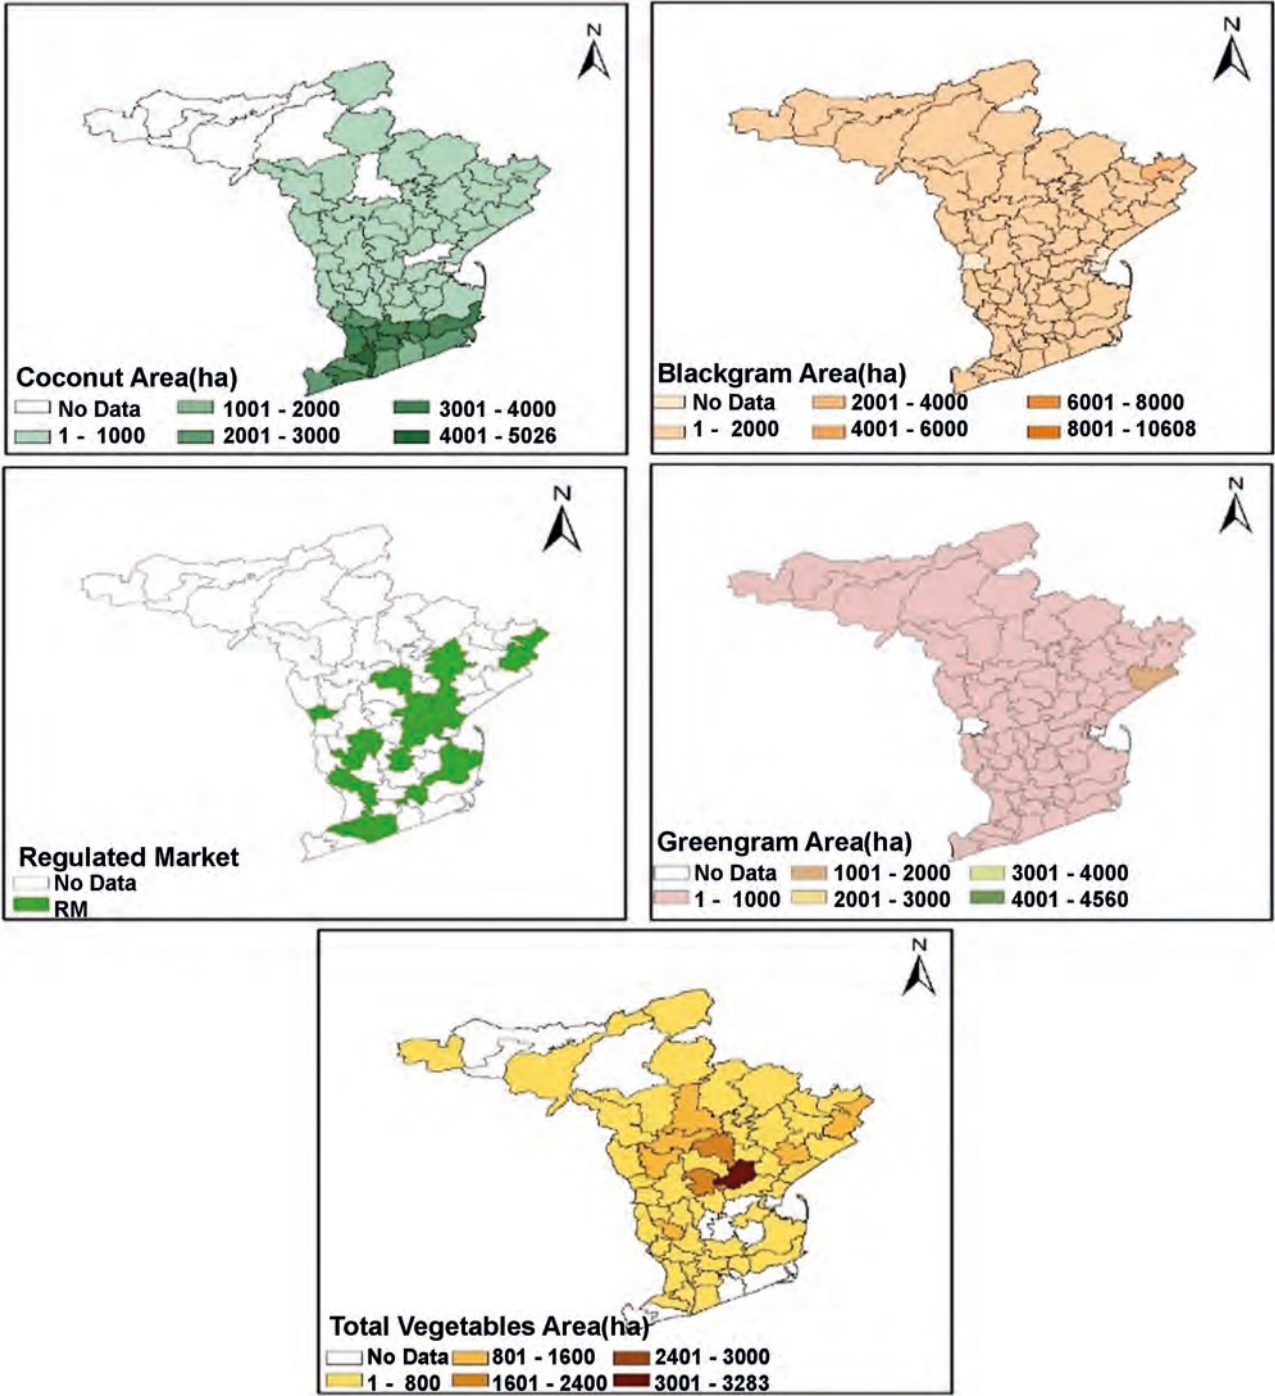 N
Coconut Area(ha)
No Data 1001 - 2000 3001 - 4000
1 - 1000 2001 - 3000 4001 - 5026
N
Blackgram Area(ha)
No Data 2001 - 4000 6001 - 8000
1 - 2000 4001 - 6000 8001 - 10608
N
Regulated Market
No Data
RM
N
Greengram Area(ha)
No Data 1001 - 2000 3001 - 4000
1 - 1000 2001 - 3000 4001 - 4560
N
Total Vegetables Area(ha)
No Data 801 - 1600 2401 - 3000
1 - 800 1601 - 2400 3001 - 3283